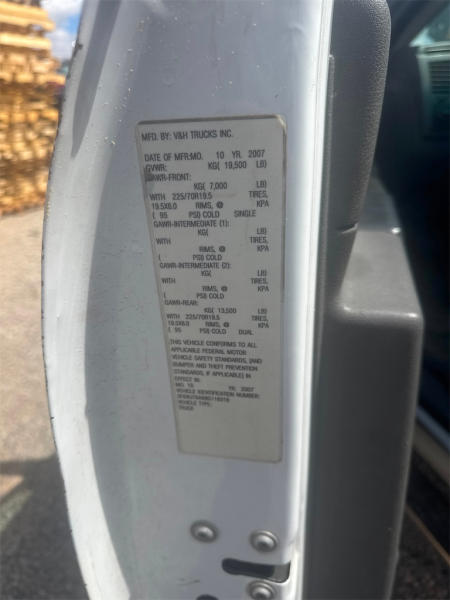 MFD. BY: V&H TRUCKS INC.
DATE OF MFR:MO. 10 YR. 2007
GVWR: KG( 19,500 LB)
GAWR-FRONT:
KG( 7,000 LB)
WITH 225/70R19.5 TIRES,
19.5X6.0 RIMS, @ KPA
( 95 PSI) COLD SINGLE
GAWR-INTERMEDIATE (1):
KG( LB)
WITH TIRES,
RIMS, @ KPA
( PSI) COLD
GAWR-INTERMEDIATE (2):
KG( LB)
WITH TIRES,
RIMS, @ KPA
( PSI) COLD
GAWR-REAR:
KG( 13,500 LB)
WITH 225/70R19.5 TIRES,
19.5X6.0 RIMS, @ KPA
( 95 PSI) COLD DUAL
THIS VEHICLE CONFORMS TO ALL
APPLICABLE FEDERAL MOTOR
VEHICLE SAFETY STANDARDS, [AND
BUMPER AND THEFT PREVENTION
STANDARDS, IF APPLICABLE] IN
EFFECT IN:
MO. 10 YR. 2007
VEHICLE IDENTIFICATION NUMBER:
VEHICLE TYPE:
TRUCK